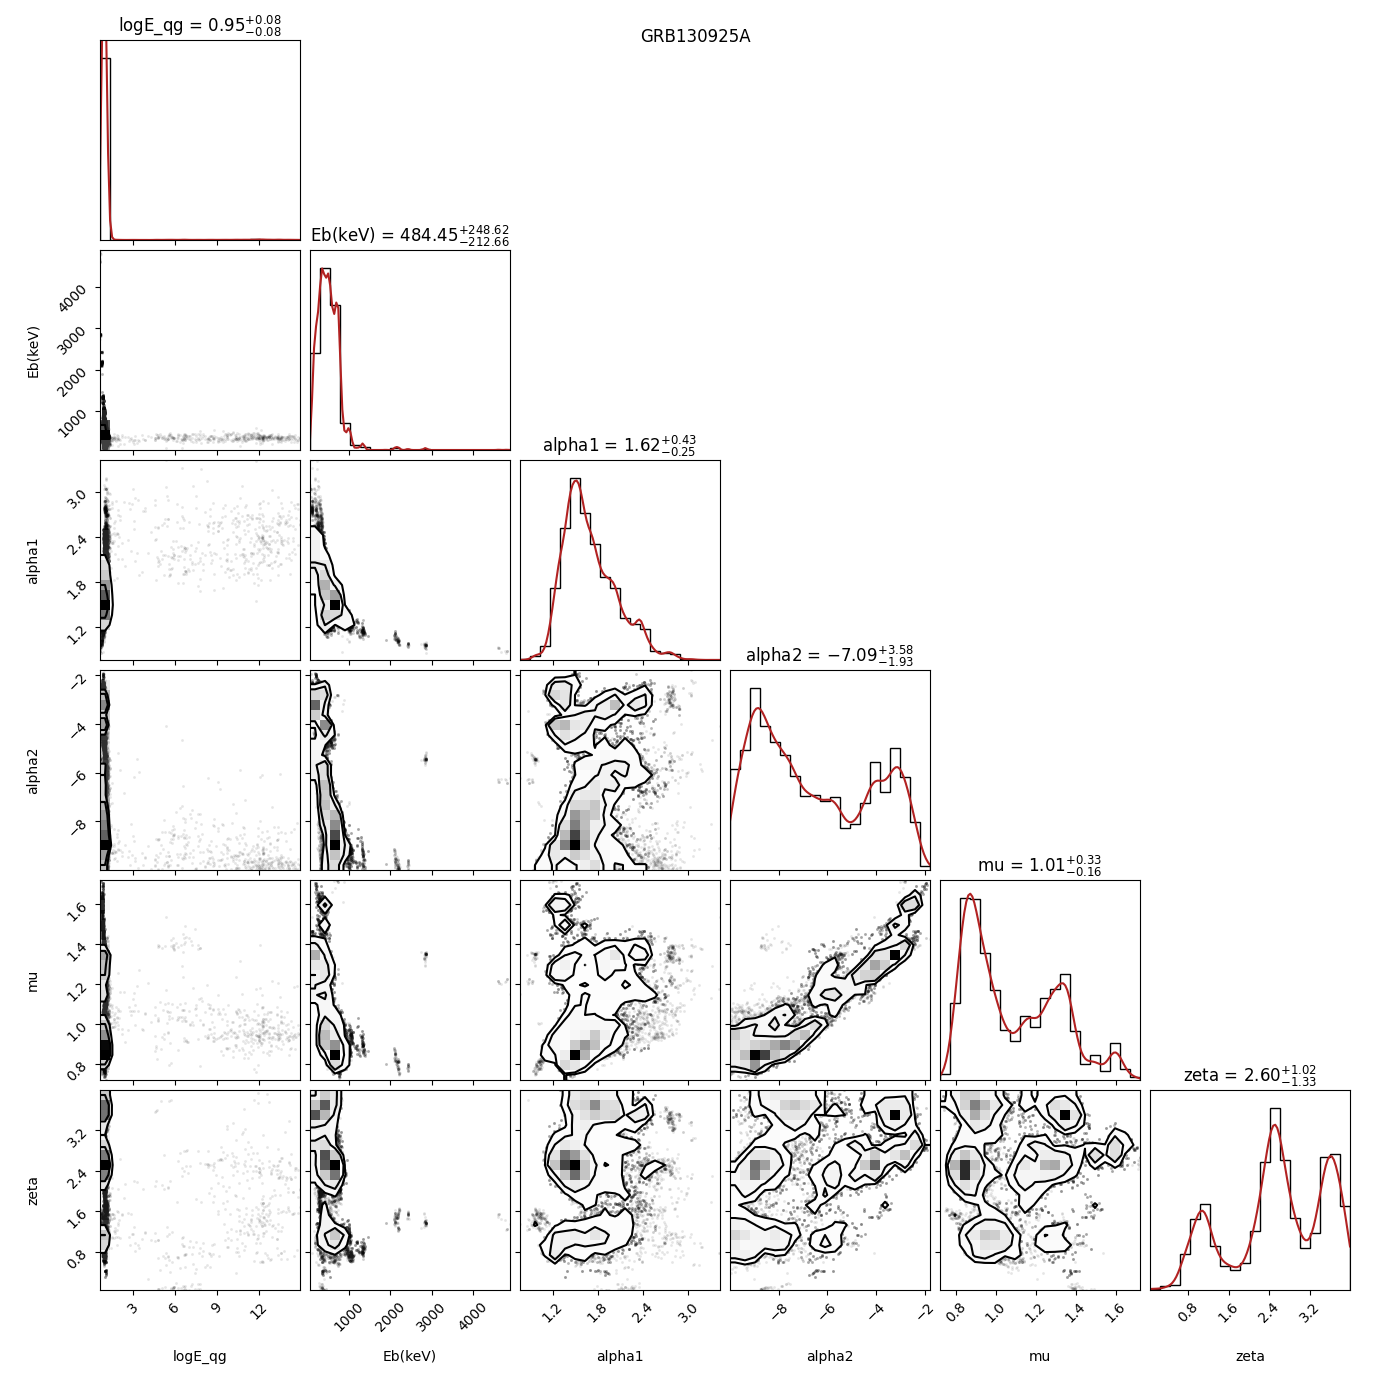 logE_qg = 0.95+0.08−0.08
GRB130925A
Eb(keV) = 484.45+248.62−212.66
4000
3000
2000
1000
Eb(keV)
alpha1 = 1.62+0.43−0.25
3.0
2.4
1.8
1.2
alpha1
alpha2 = −7.09+3.58−1.93
−2
−4
−6
−8
alpha2
mu = 1.01+0.33−0.16
1.6
1.4
1.2
1.0
0.8
mu
zeta = 2.60+1.02−1.33
3.2
2.4
1.6
0.8
zeta
3 6 9 12
1000 2000 3000 4000
1.2 1.8 2.4 3.0
−8 −6 −4 −2
0.8 1.0 1.2 1.4 1.6
0.8 1.6 2.4 3.2
logE_qg
Eb(keV)
alpha1
alpha2
mu
zeta